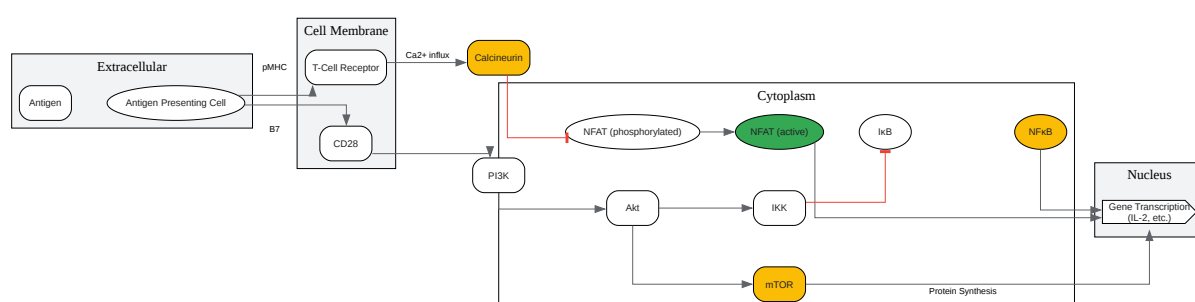 Cell Membrane
Extracellular
Antigen
Antigen Presenting Cell
pMHC
B7
T-Cell Receptor
CD28
Ca2+ influx
Calcineurin
PI3K
Cytoplasm
NFAT (phosphorylated)
NFAT (active)
IκB
NFκB
Akt
IKK
mTOR
Protein Synthesis
Nucleus
Gene Transcription
(IL-2, etc.)